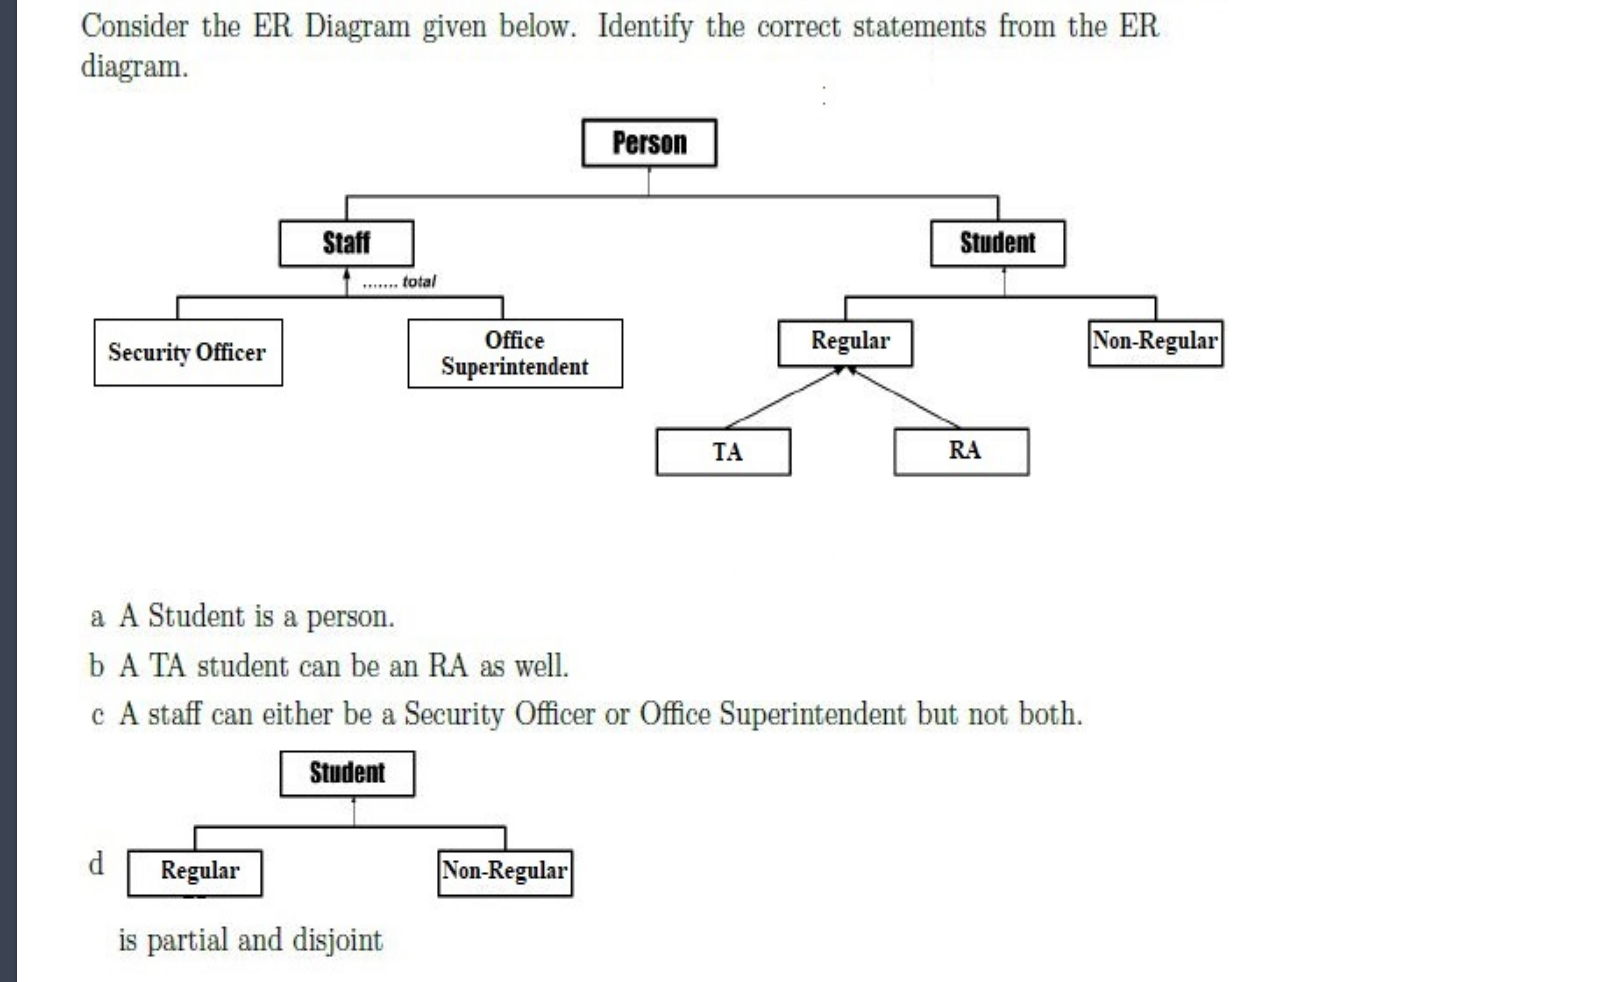 Consider the ER Diagram given below. Identify the correct statements from the ER
diagram.
Person
Staff
Student
....... total
Security Officer
Office
Superintendent
Regular
Non-Regular
TA
RA
a A Student is a person.
b A TA student can be an RA as well.
c A staff can either be a Security Officer or Office Superintendent but not both.
Student
d
Regular
Non-Regular
is partial and disjoint